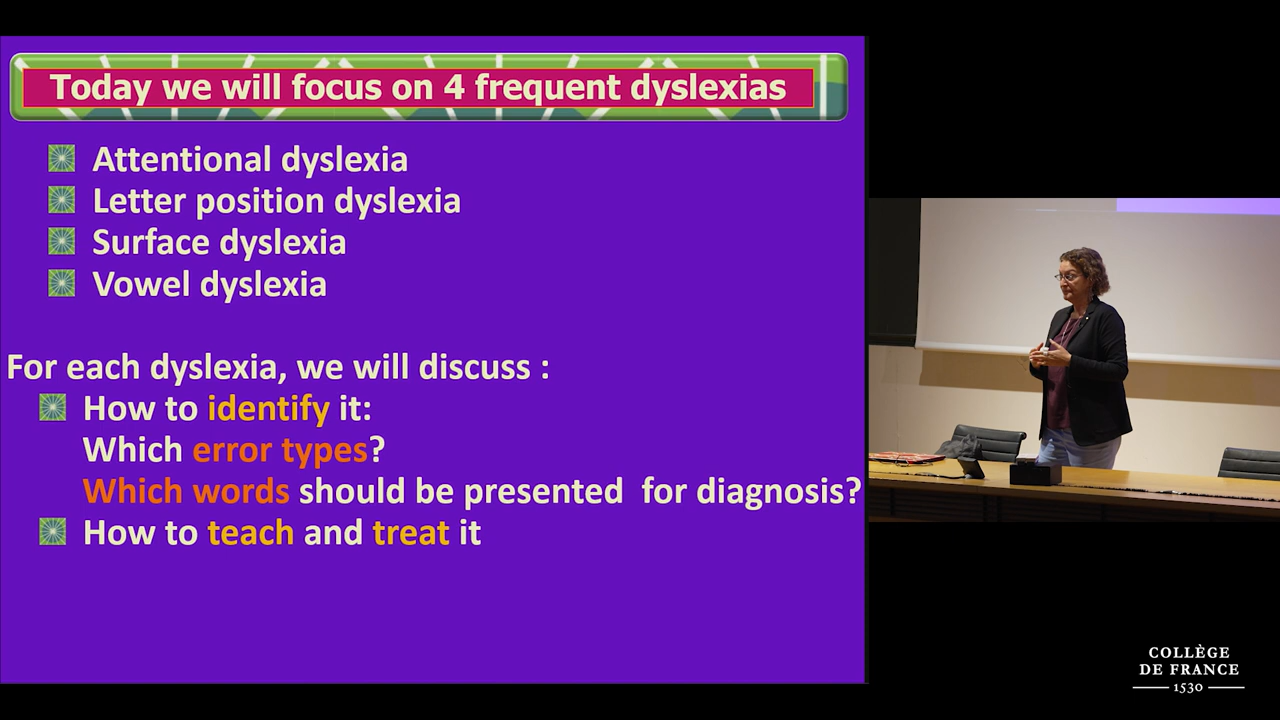 Today we will focus on 4 frequent dyslexias
Attentional dyslexia
Letter position dyslexia
Surface dyslexia
Vowel dyslexia
For each dyslexia, we will discuss :
How to identify it:
Which error types?
Which words should be presented  for diagnosis?
How to teach and treat it
COLLÈGE
DE FRANCE
1530